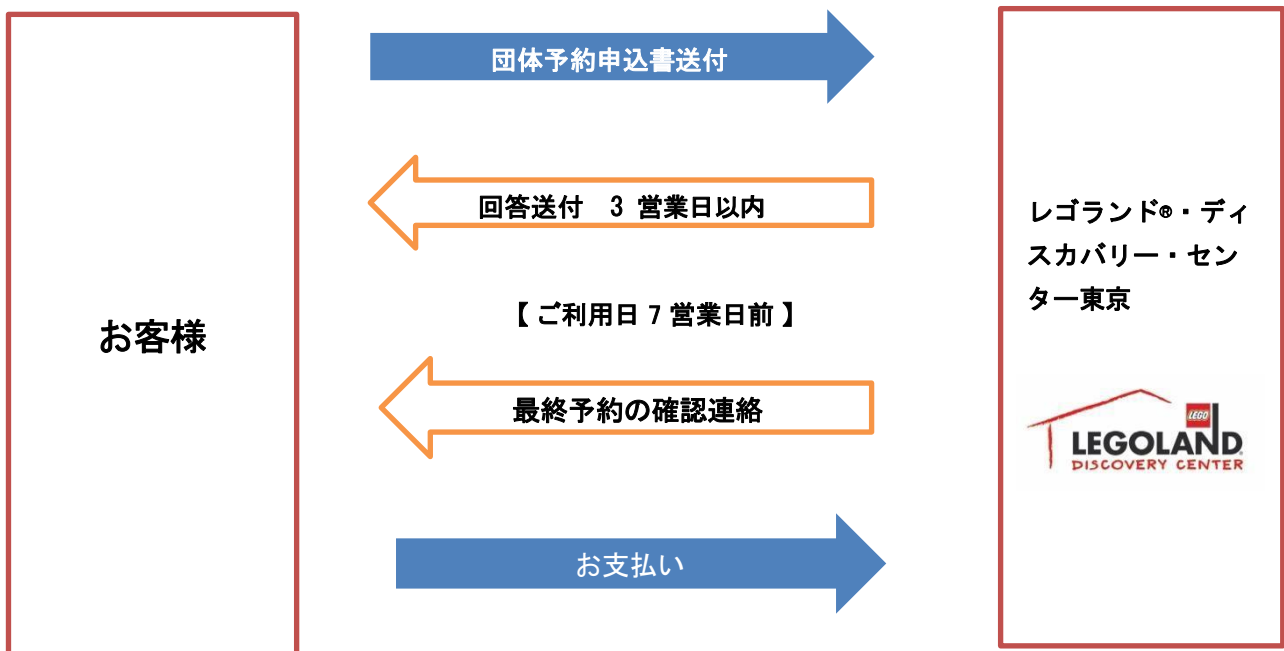 団体予約申込書送付
回答送付　3 営業日以内
【 ご利用日 7 営業日前 】
最終予約の確認連絡
お支払い
お客様
レゴランド®・ディ
スカバリー・セン
ター東京
LEGO
LEGOLAND
DISCOVERY CENTER